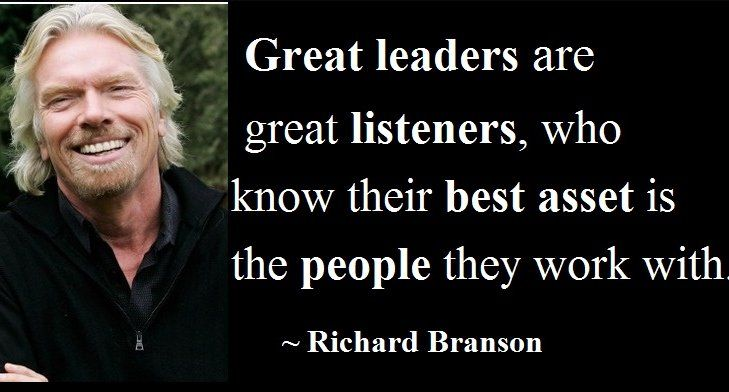 Great leaders are
great listeners, who
know their best asset is
the people they work with.
~ Richard Branson